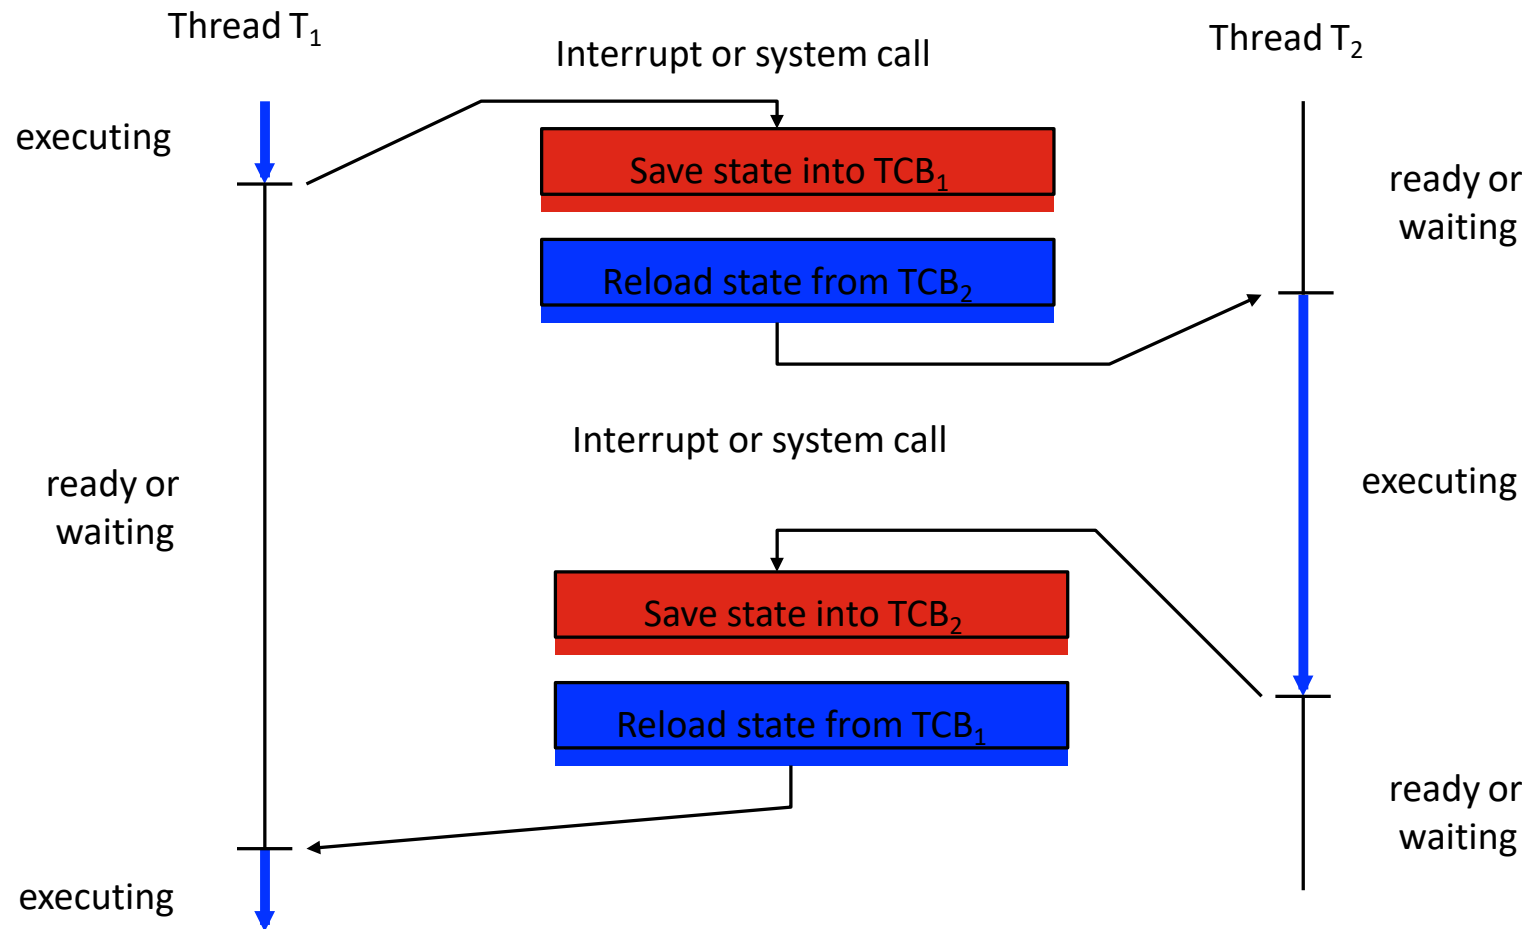 Thread T₁
Interrupt or system call
Thread T₂
executing
Save state into TCB₁
ready or
waiting
Reload state from TCB₂
Interrupt or system call
ready or
waiting
executing
Save state into TCB₂
Reload state from TCB₁
ready or
waiting
executing